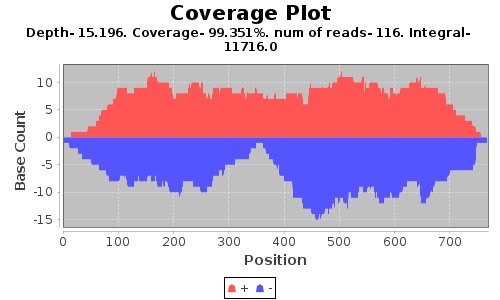 Coverage Plot
Depth- 15.196. Coverage- 99.351%. num of reads- 116. Integral-
11716.0
Base Count
10
5
0
-5
-10
-15
0 100 200 300 400 500 600 700
Position
+ -